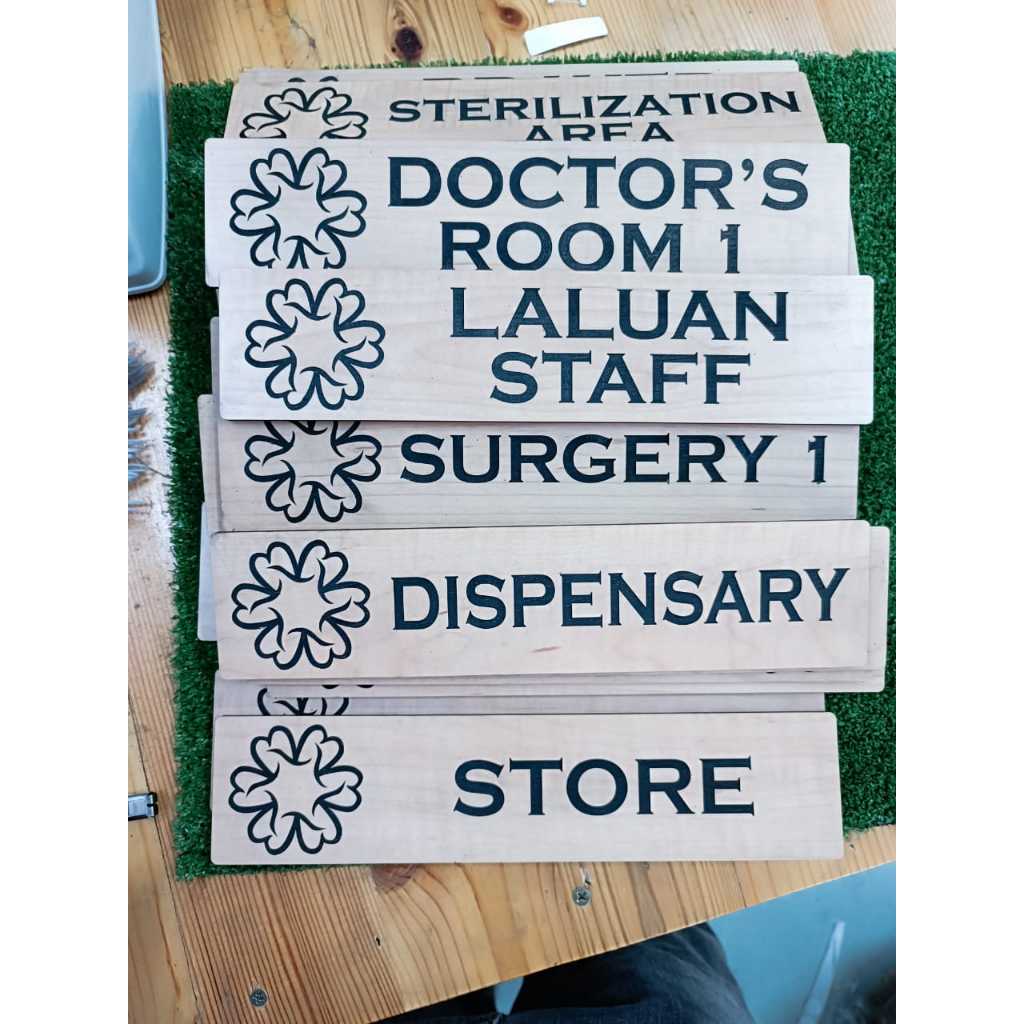 STERILIZATION
AREA
DOCTOR'S
ROOM 1
LALUAN
STAFF
SURGERY 1
DISPENSARY
STORE